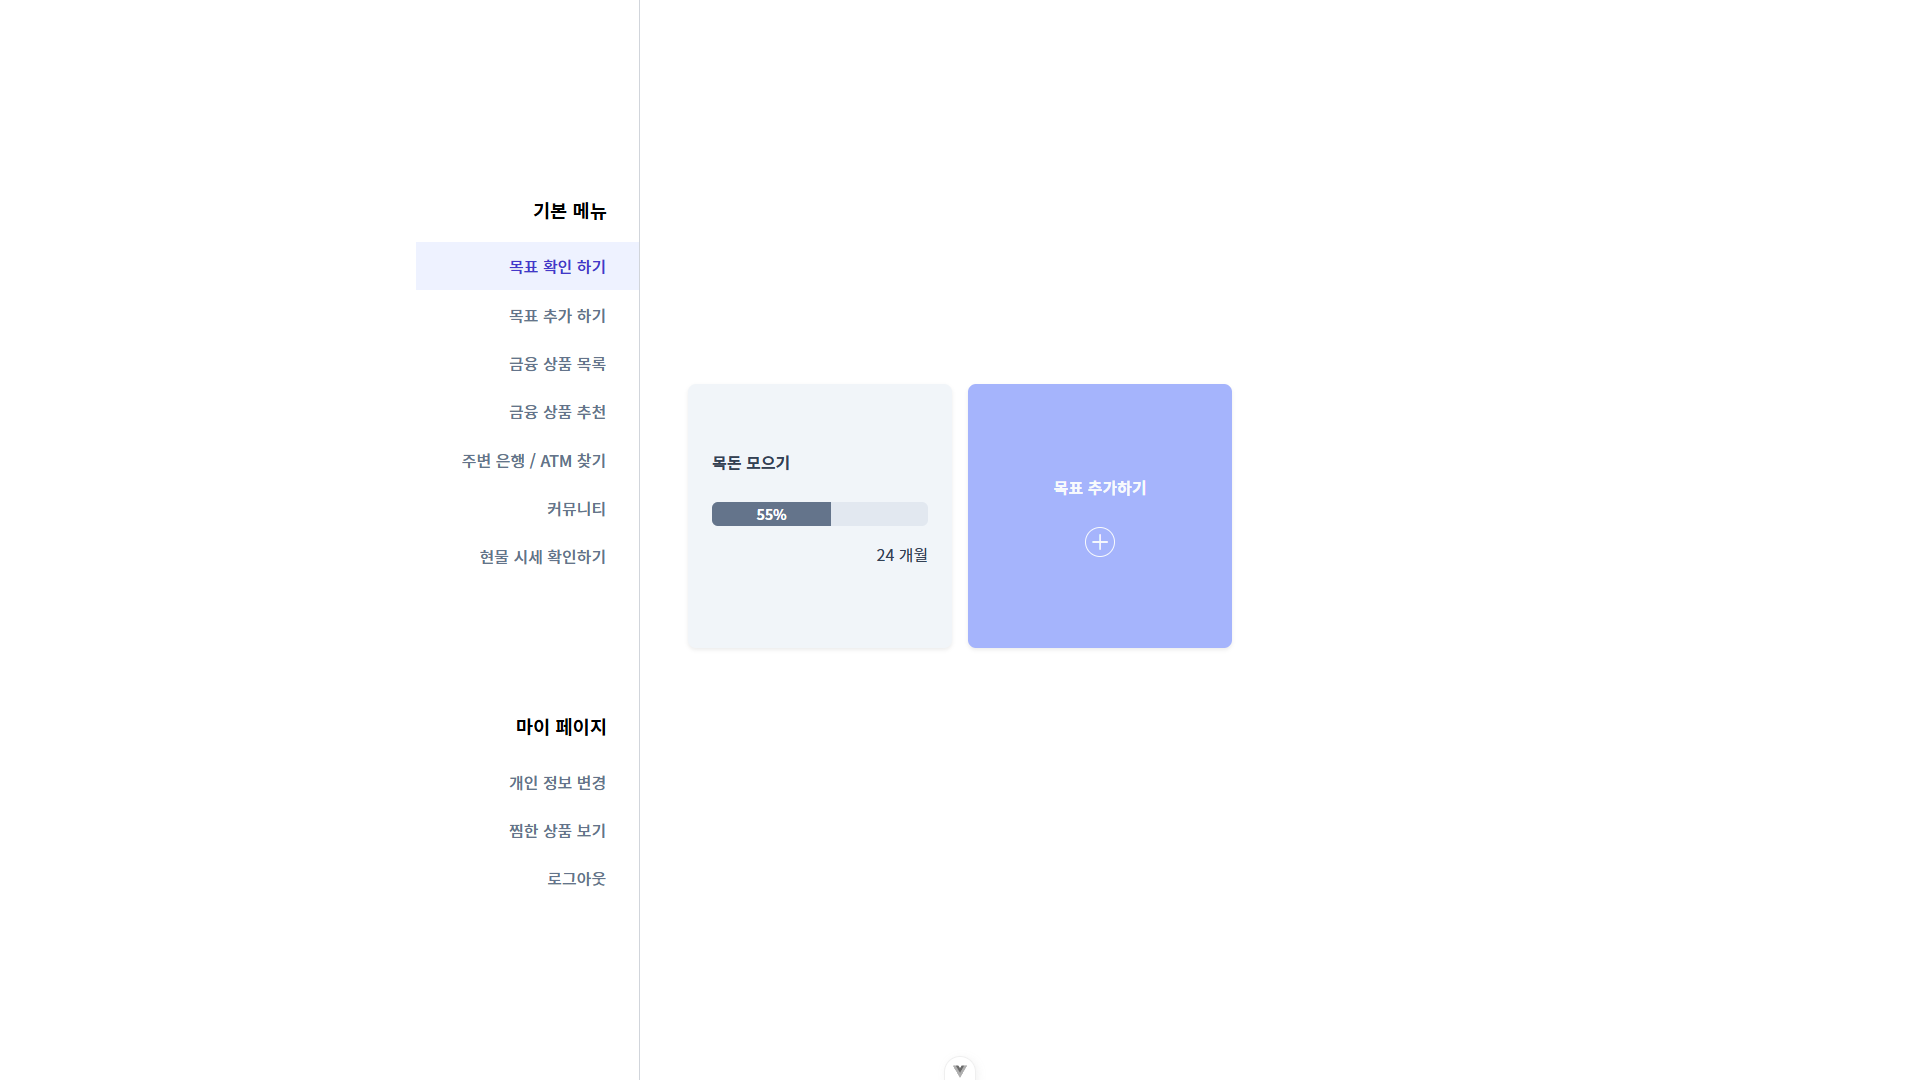 기본 메뉴
목표 확인 하기
목표 추가 하기
금융 상품 목록
금융 상품 추천
주변 은행 / ATM 찾기
커뮤니티
현물 시세 확인하기
마이 페이지
개인 정보 변경
찜한 상품 보기
로그아웃
목돈 모으기
55%
24 개월
목표 추가하기